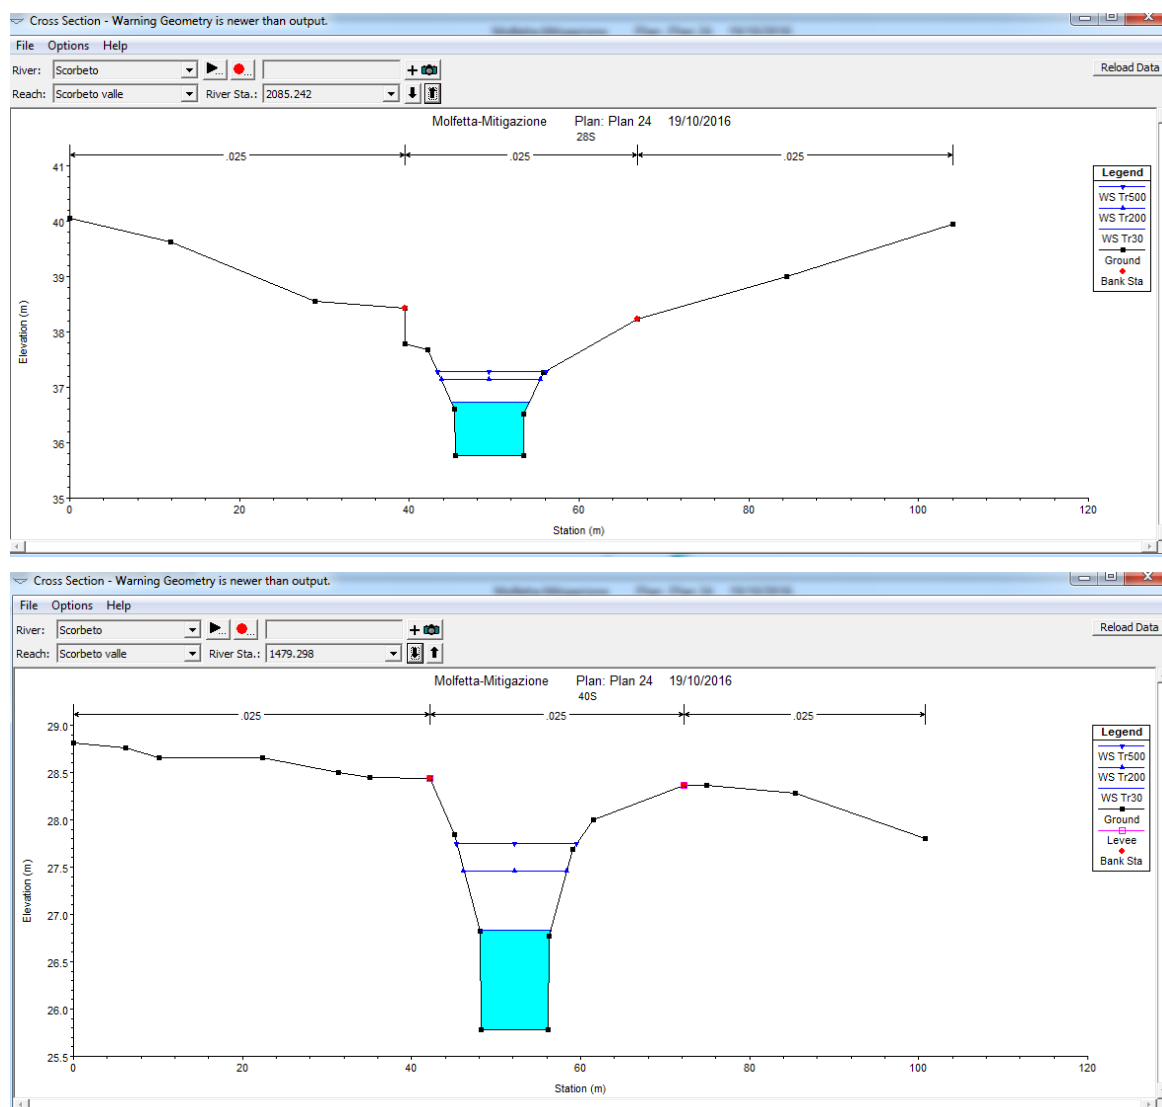 Cross Section - Warning Geometry is newer than output.
File Options Help
River: Scorbeto
Reload Data
Reach: Scorbeto valle River Sta.: 2085.242
Molfetta-Mitigazione Plan: Plan 24 19/10/2016
28S
.025 .025 .025
41
40
39
38
37
36
35
Elevation (m)
0 20 40 60 80 100 120
Station (m)
Legend
WS Tr500
WS Tr200
WS Tr30
Ground
Bank Sta
Cross Section - Warning Geometry is newer than output.
File Options Help
River: Scorbeto
Reload Data
Reach: Scorbeto valle River Sta.: 1479.298
Molfetta-Mitigazione Plan: Plan 24 19/10/2016
40S
.025 .025 .025
29.0
28.5
28.0
27.5
27.0
26.5
26.0
25.5
Elevation (m)
0 20 40 60 80 100 120
Station (m)
Legend
WS Tr500
WS Tr200
WS Tr30
Ground
Levee
Bank Sta